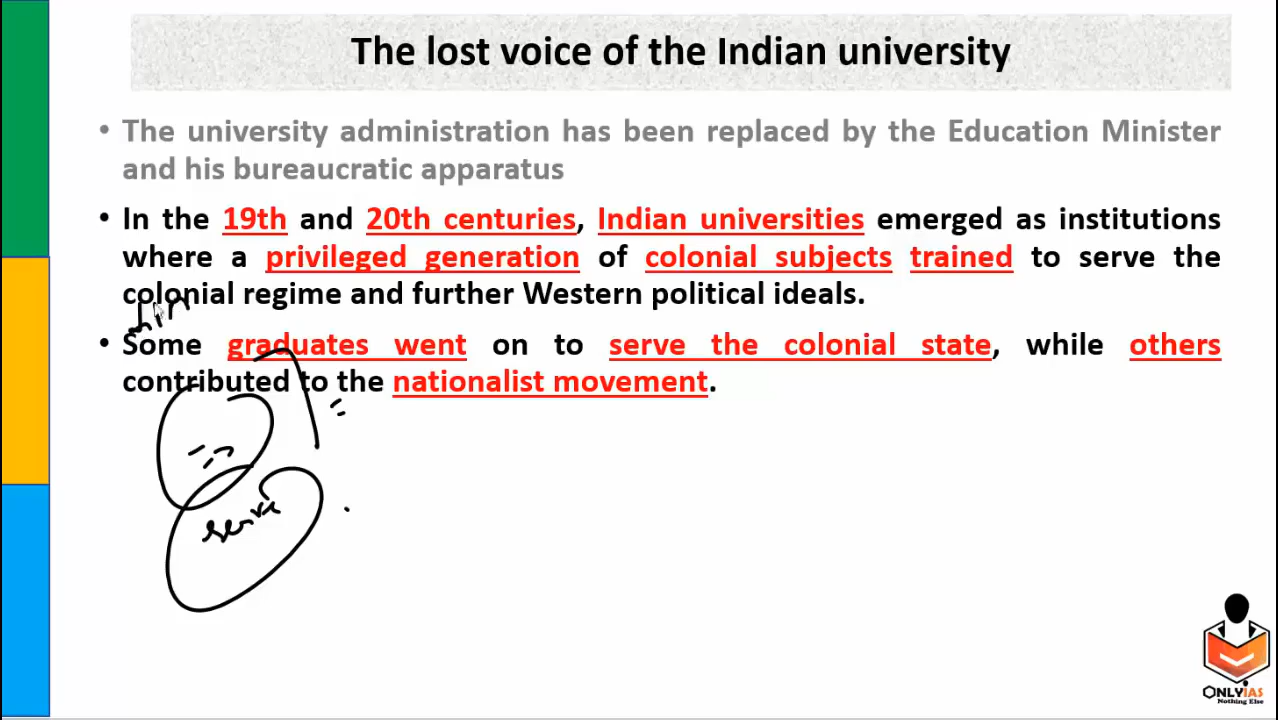 The lost voice of the Indian university
• The university administration has been replaced by the Education Minister
and his bureaucratic apparatus
• In the 19th and 20th centuries, Indian universities emerged as institutions
where a privileged generation of colonial subjects trained to serve the
colonial regime and further Western political ideals.
• Some graduates went on to serve the colonial state, while others
contributed to the nationalist movement.
serve
ONLYIAS
Nothing Else